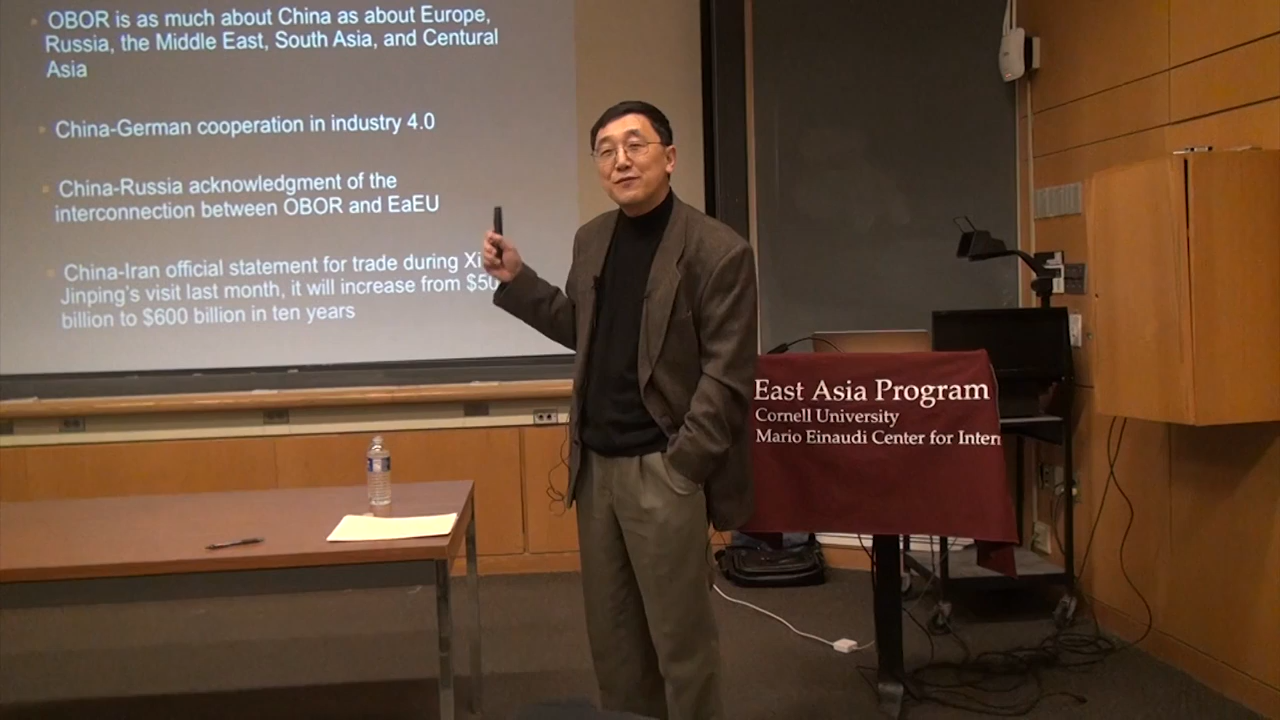 OBOR is as much about China as about Europe,
Russia, the Middle East, South Asia, and Centural
Asia
China-German cooperation in industry 4.0
China-Russia acknowledgment of the
interconnection between OBOR and EaEU
China-Iran official statement for trade during Xi
Jinping's visit last month, it will increase from $50
billion to $600 billion in ten years
East Asia Program
Cornell University
Mario Einaudi Center for Intern